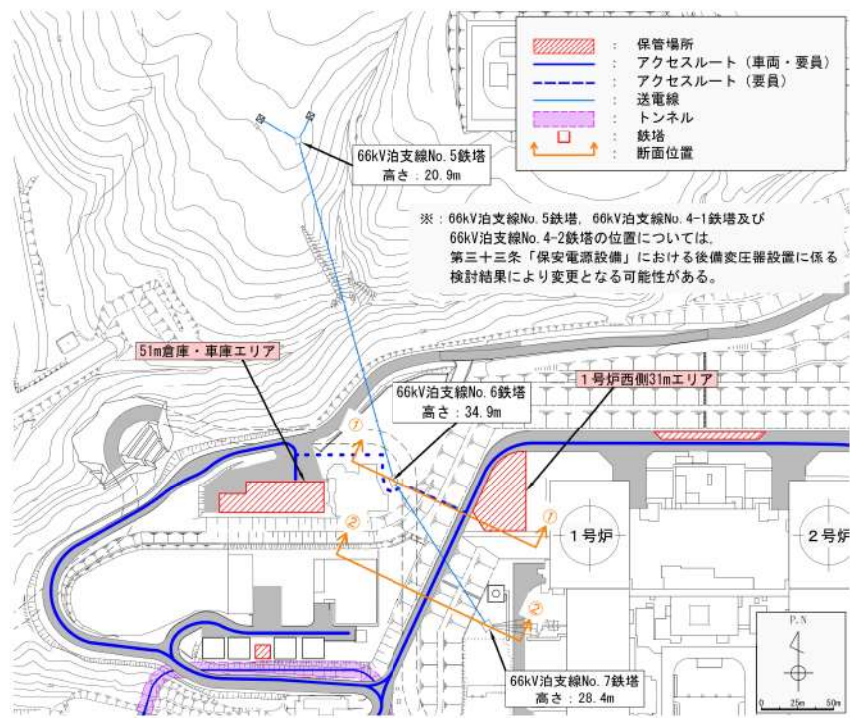 ： 保管場所
： アクセスルート（車両・要員）
： アクセスルート（要員）
： 送電線
： トンネル
： 鉄塔
： 断面位置
66kV泊支線No.5鉄塔
高さ：20.9m
※：66kV泊支線No.5鉄塔，66kV泊支線No.4-1鉄塔及び
66kV泊支線No.4-2鉄塔の位置については，
第三十三条「保安電源設備」における後備変圧器設置に係る
検討結果により変更となる可能性がある。
51m倉庫・車庫エリア
66kV泊支線No.6鉄塔
高さ：34.9m
１号炉西側31mエリア
①
①
②
②
１号炉
２号炉
66kV泊支線No.7鉄塔
高さ：28.4m
P.N
0 25m 50m